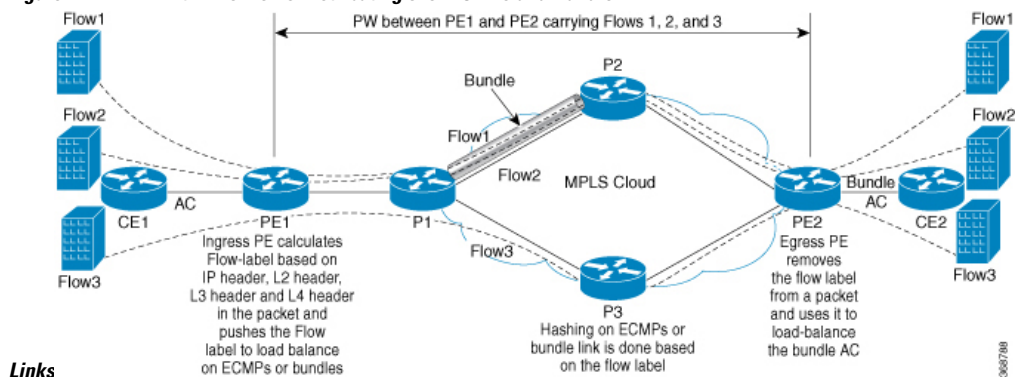 Flow1
PW between PE1 and PE2 carrying Flows 1, 2, and 3
Flow1
P2
Bundle
Flow2
Flow1
Flow2
Flow2
MPLS Cloud
Bundle
AC
AC
CE1
PE1
P1
PE2
CE2
Flow3
Flow3
Flow3
Ingress PE calculates
Flow-label based on
IP header, L2 header,
L3 header and L4 header
in the packet and
pushes the Flow
label to load balance
on ECMPs or bundles
P3
Hashing on ECMPs or
bundle link is done based
on the flow label
Egress PE
removes
the flow label
from a packet
and uses it to
load-balance
the bundle AC
368788
Links